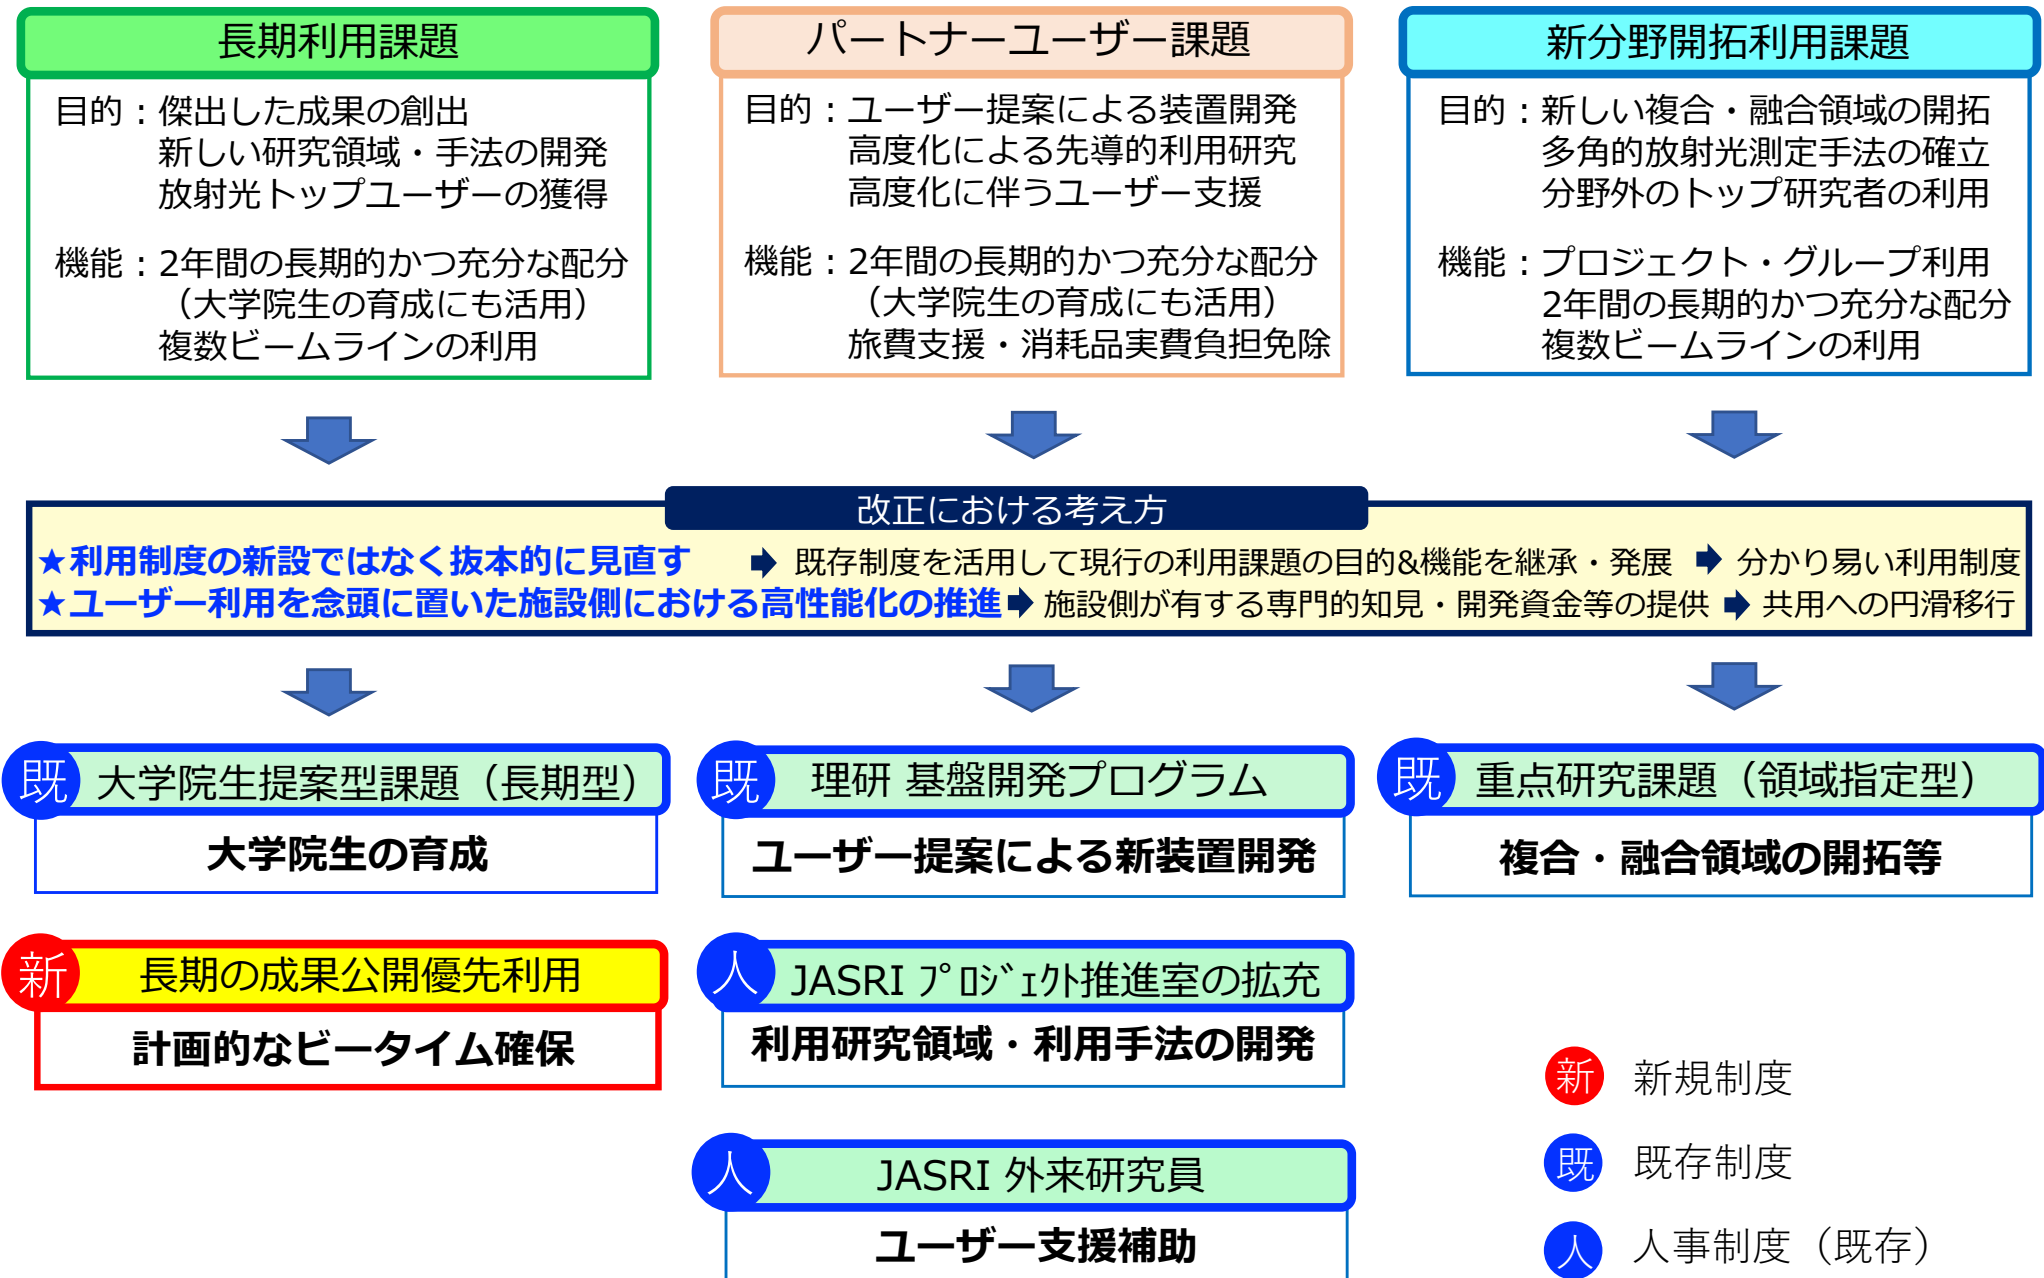 長期利用課題
目的：傑出した成果の創出
新しい研究領域・手法の開発
放射光トップユーザーの獲得
機能：2年間の長期的かつ充分な配分
（大学院生の育成にも活用）
複数ビームラインの利用
パートナーユーザー課題
目的：ユーザー提案による装置開発
高度化による先導的利用研究
高度化に伴うユーザー支援
機能：2年間の長期的かつ充分な配分
（大学院生の育成にも活用）
旅費支援・消耗品実費負担免除
新分野開拓利用課題
目的：新しい複合・融合領域の開拓
多角的放射光測定手法の確立
分野外のトップ研究者の利用
機能：プロジェクト・グループ利用
2年間の長期的かつ充分な配分
複数ビームラインの利用
改正における考え方
★利用制度の新設ではなく抜本的に見直す 既存制度を活用して現行の利用課題の目的&機能を継承・発展 分かり易い利用制度
★ユーザー利用を念頭に置いた施設側における高性能化の推進 施設側が有する専門的知見・開発資金等の提供 共用への円滑移行
既 大学院生提案型課題（長期型）
大学院生の育成
新 長期の成果公開優先利用
計画的なビータイム確保
既 理研 基盤開発プログラム
ユーザー提案による新装置開発
人 JASRI ﾌﾟﾛｼﾞｪｸﾄ推進室の拡充
利用研究領域・利用手法の開発
人 JASRI 外来研究員
ユーザー支援補助
既 重点研究課題（領域指定型）
複合・融合領域の開拓等
新 新規制度
既 既存制度
人 人事制度（既存）